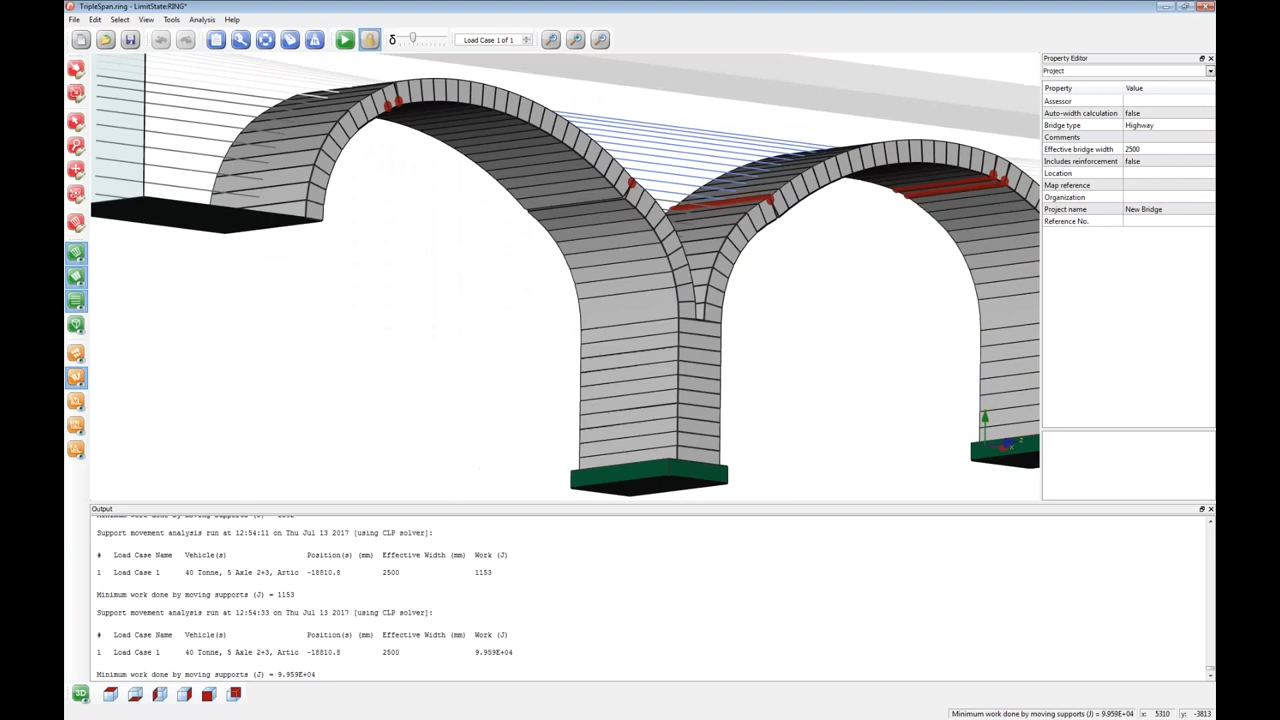 TripleSpan.ring - LimitState:RING*
File Edit Select View Tools Analysis Help
δ
Load Case 1 of 1
Property Editor
Project
Property Value
Assessor
Auto-width calculation false
Bridge type Highway
Comments
Effective bridge width 2500
Includes reinforcement false
Location
Map reference
Organization
Project name New Bridge
Reference No.
z
x
Output
Minimum work done by moving supports (J)
Support movement analysis run at 12:54:11 on Thu Jul 13 2017 [using CLP solver]:
# Load Case Name Vehicle(s) Position(s) (mm) Effective Width (mm) Work (J)
1 Load Case 1 40 Tonne, 5 Axle 2+3, Artic -18810.8 2500 1153
Minimum work done by moving supports (J) = 1153
Support movement analysis run at 12:54:33 on Thu Jul 13 2017 [using CLP solver]:
# Load Case Name Vehicle(s) Position(s) (mm) Effective Width (mm) Work (J)
1 Load Case 1 40 Tonne, 5 Axle 2+3, Artic -18810.8 2500 9.959E+04
Minimum work done by moving supports (J) = 9.959E+04
3D
Minimum work done by moving supports (J) = 9.959E+04 x: 5310 y: -3813